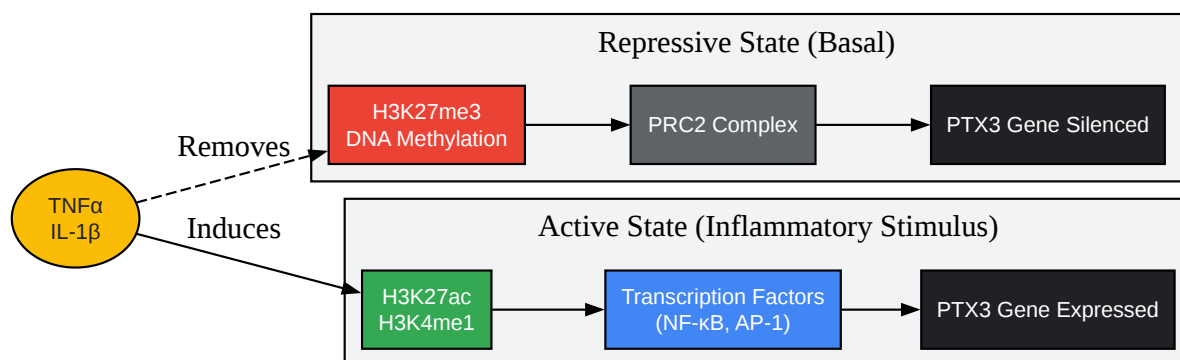 Repressive State (Basal)
H3K27me3
DNA Methylation
PRC2 Complex
PTX3 Gene Silenced
Removes
TNFα
IL-1β
Induces
Active State (Inflammatory Stimulus)
H3K27ac
H3K4me1
Transcription Factors
(NF-κB, AP-1)
PTX3 Gene Expressed